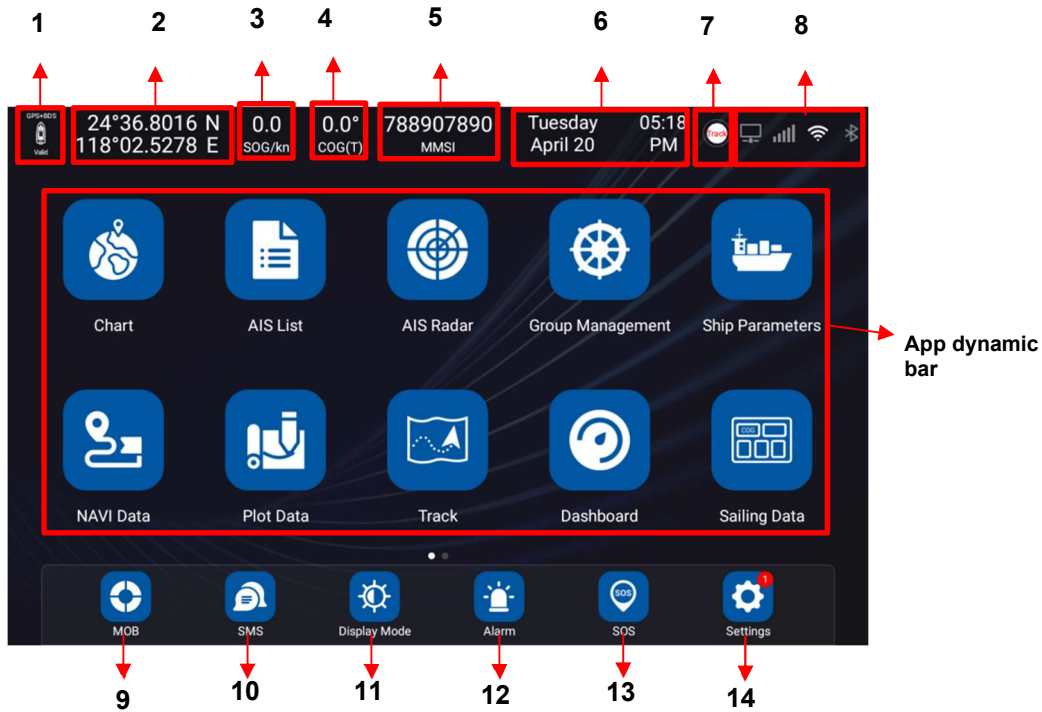 1 2 3 4 5 6 7 8
GPS+BDS
Valid
24°36.8016 N
118°02.5278 E
0.0
SOG/kn
0.0°
COG(T)
788907890
MMSI
Tuesday 05:18
April 20 PM
Track
Chart AIS List AIS Radar Group Management Ship Parameters
App dynamic
bar
COG
NAVI Data Plot Data Track Dashboard Sailing Data
SOS
1
MOB SMS Display Mode Alarm SOS Settings
9 10 11 12 13 14